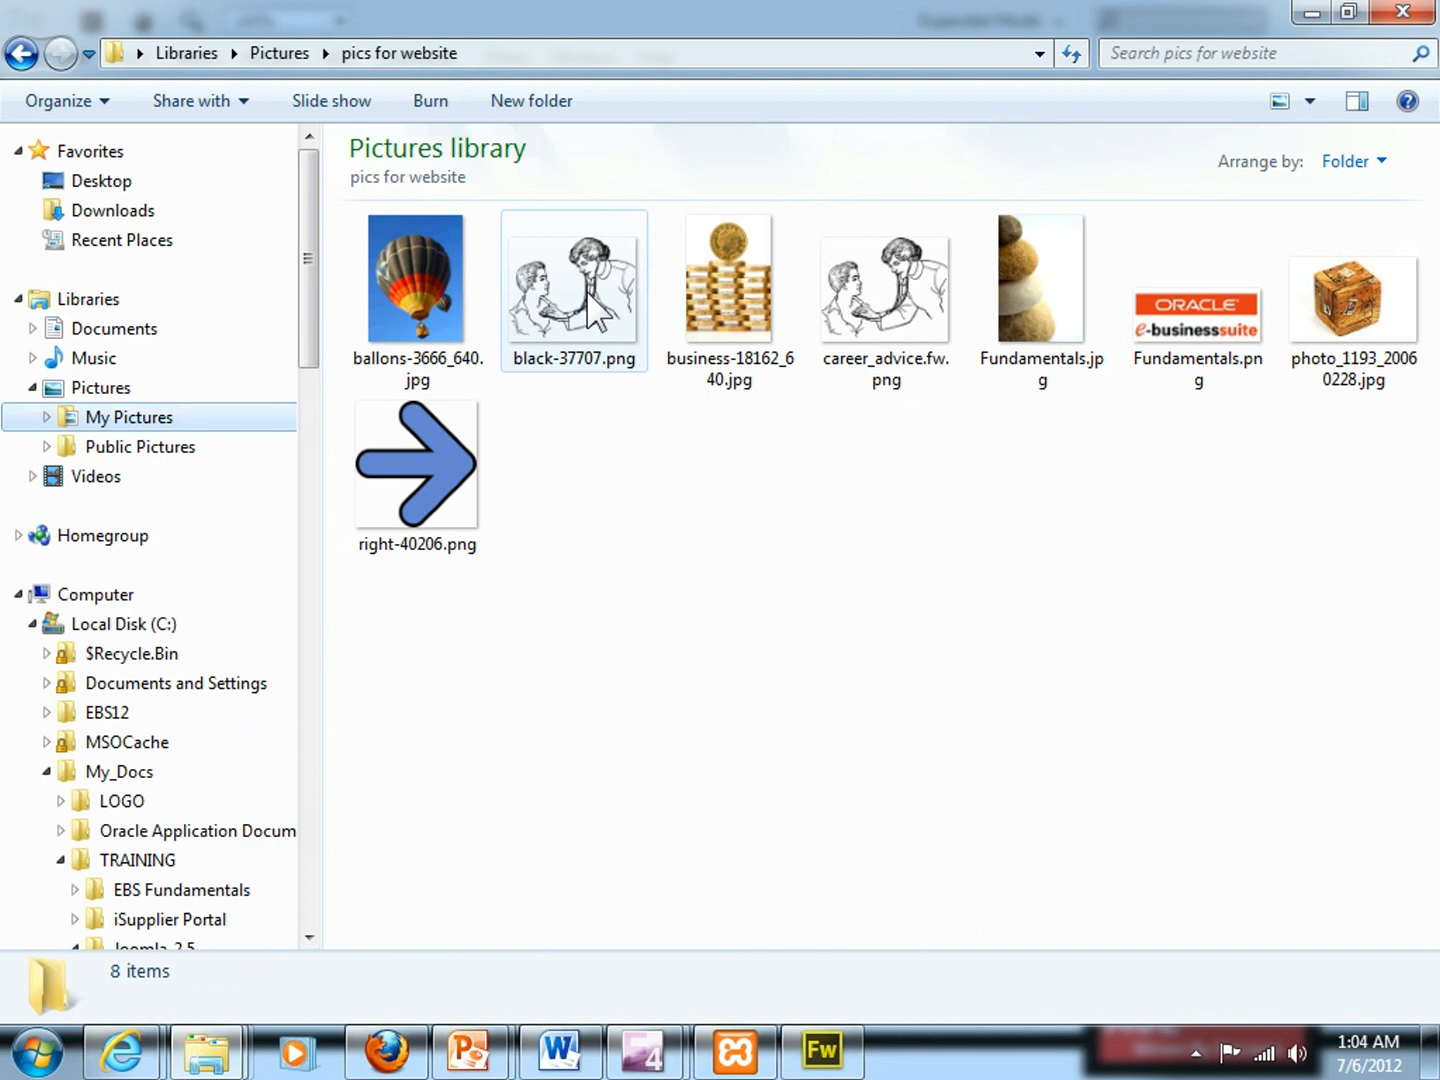 Libraries
Pictures
pics for website
Search pics for website
Organize
Share with
Slide show
Burn
New folder
Favorites
Desktop
Downloads
Recent Places
Libraries
Documents
Music
Pictures
My Pictures
Public Pictures
Videos
Homegroup
Computer
Local Disk (C:)
$Recycle.Bin
Documents and Settings
EBS12
MSOCache
My_Docs
LOGO
Oracle Application Docum
TRAINING
EBS Fundamentals
iSupplier Portal
Joomla 2.5
Pictures library
pics for website
Arrange by:
Folder
ballons-3666_640.
jpg
black-37707.png
business-18162_6
40.jpg
career_advice.fw.
png
Fundamentals.jp
g
ORACLE
e-businesssuite
Fundamentals.pn
g
photo_1193_2006
0228.jpg
right-40206.png
8 items
Fw
1:04 AM
7/6/2012